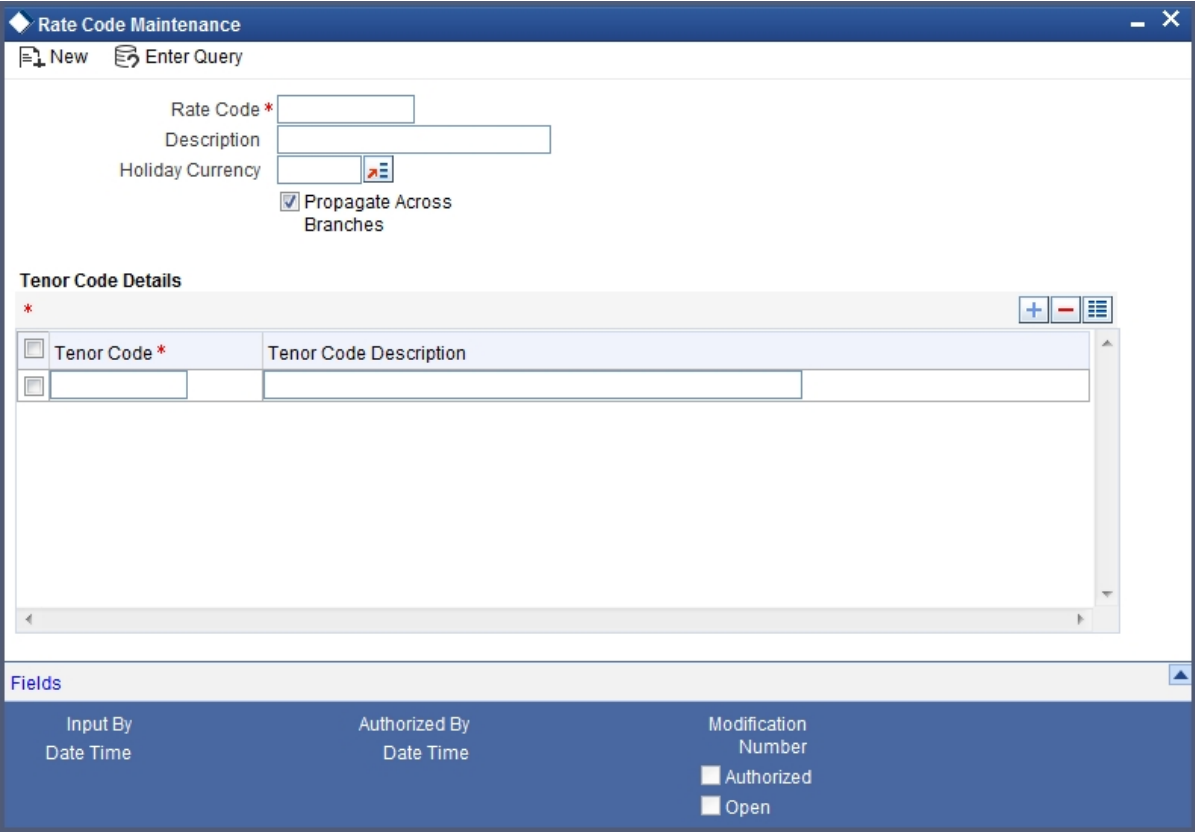 Rate Code Maintenance
New Enter Query
Rate Code *
Description
Holiday Currency
Propagate Across
Branches
Tenor Code Details
*
Tenor Code * Tenor Code Description
Fields
Input By Authorized By Modification
Number
Date Time Date Time
Authorized
Open